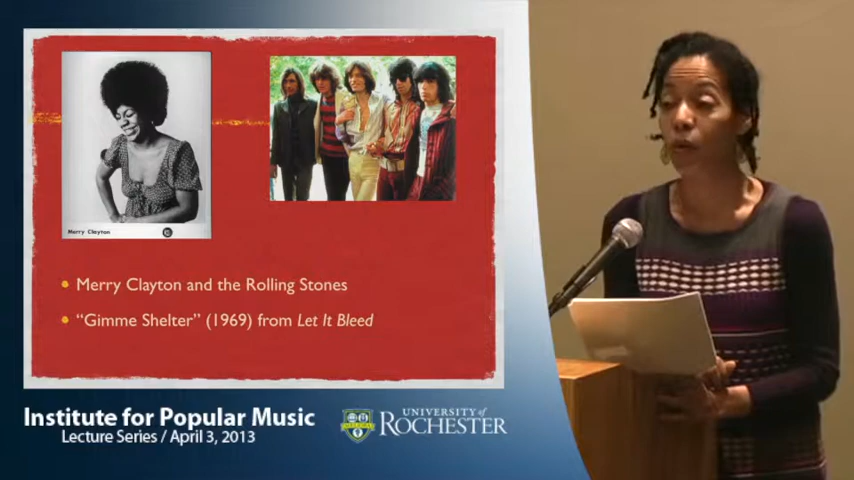 Merry Clayton
Merry Clayton and the Rolling Stones
“Gimme Shelter” (1969) from Let It Bleed
Institute for Popular Music
Lecture Series / April 3, 2013
UNIVERSITY of
ROCHESTER